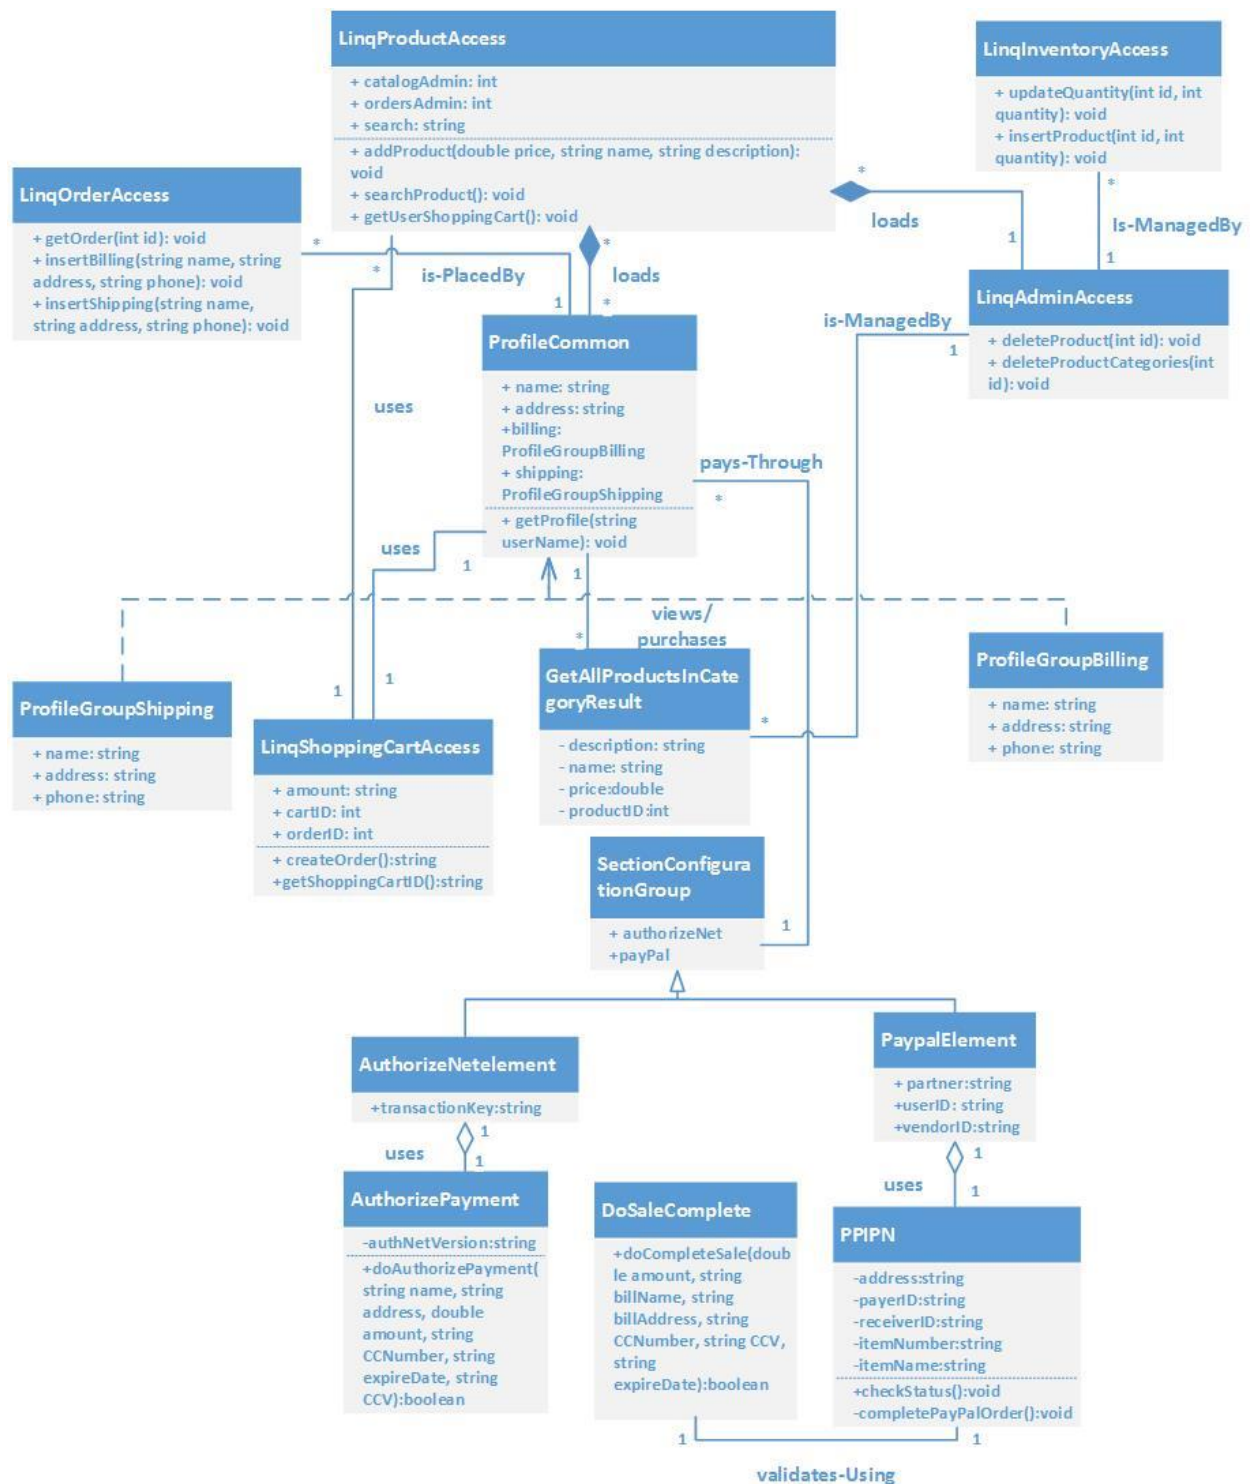 LinqProductAccess
+ catalogAdmin: int
+ ordersAdmin: int
+ search: string
+ addProduct(double price, string name, string description):
void
+ searchProduct(): void
+ getUserShoppingCart(): void
LinqInventoryAccess
+ updateQuantity(int id, int
quantity): void
+ insertProduct(int id, int
quantity): void
LinqOrderAccess
+ getOrder(int id): void
+ insertBilling(string name, string
address, string phone): void
+ insertShipping(string name,
string address, string phone): void
*
loads
1
*
Is-ManagedBy
1
*
*
is-PlacedBy
1
*
loads
*
LinqAdminAccess
+ deleteProduct(int id): void
+ deleteProductCategories(int
id): void
is-ManagedBy
1
ProfileCommon
+ name: string
+ address: string
+billing:
ProfileGroupBilling
+ shipping:
ProfileGroupShipping
+ getProfile(string
userName): void
uses
pays-Through
*
uses
1
1
views/
purchases
*
ProfileGroupShipping
+ name: string
+ address: string
+ phone: string
1
1
LinqShoppingCartAccess
+ amount: string
+ cartID: int
+ orderID: int
+ createOrder():string
+getShoppingCartID():string
GetAllProductsInCate
goryResult
- description: string
- name: string
- price:double
- productID:int
*
ProfileGroupBilling
+ name: string
+ address: string
+ phone: string
SectionConfigura
tionGroup
+ authorizeNet
+payPal
1
AuthorizeNetelement
+transactionKey:string
PaypalElement
+ partner:string
+userID: string
+vendorID:string
1
uses
1
1
uses
1
AuthorizePayment
-authNetVersion:string
+doAuthorizePayment(
string name, string
address, double
amount, string
CCNumber, string
expireDate, string
CCV):boolean
DoSaleComplete
+doCompleteSale(doub
le amount, string
billName, string
billAddress, string
CCNumber, string CCV,
string
expireDate):boolean
PPIPN
-address:string
-payerID:string
-receiverID:string
-itemNumber:string
-itemName:string
+checkStatus():void
-completePayPalOrder():void
1
1
validates-Using